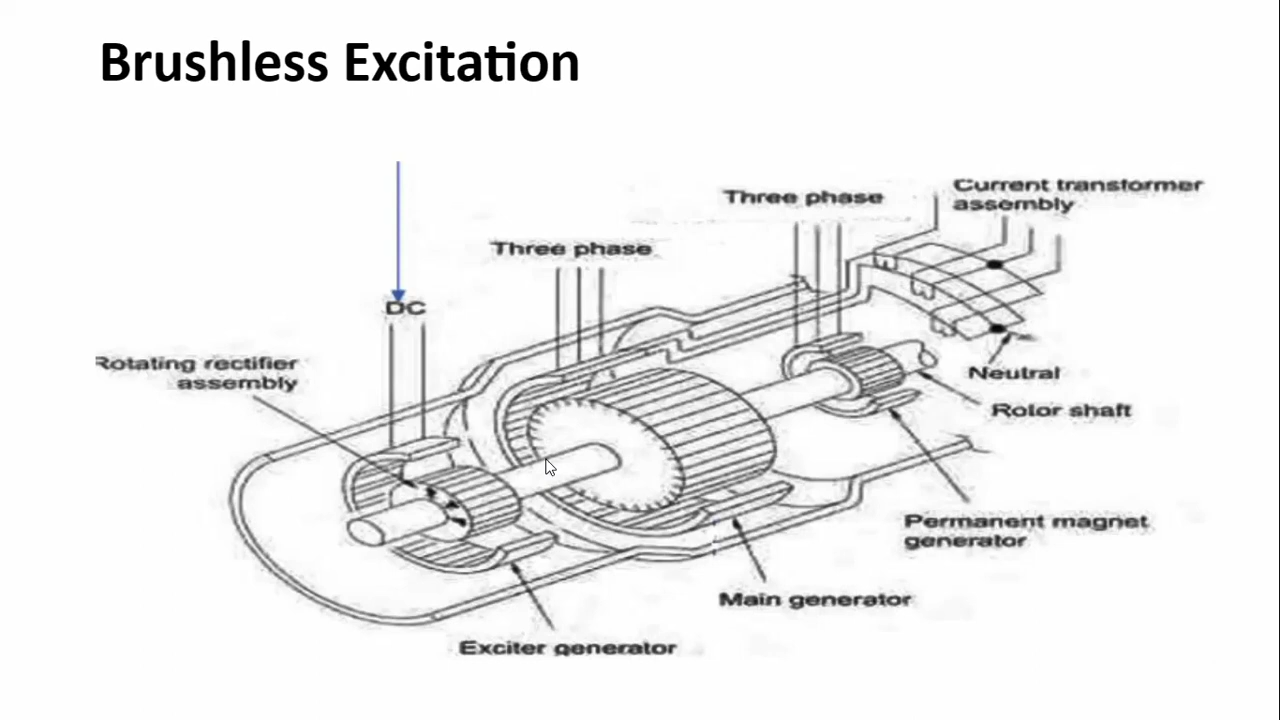 Brushless Excitation
Current transformer
assembly
Three phase
Three phase
DC
Rotating rectifier
assembly
Neutral
Rotor shaft
Permanent magnet
generator
Main generator
Exciter generator